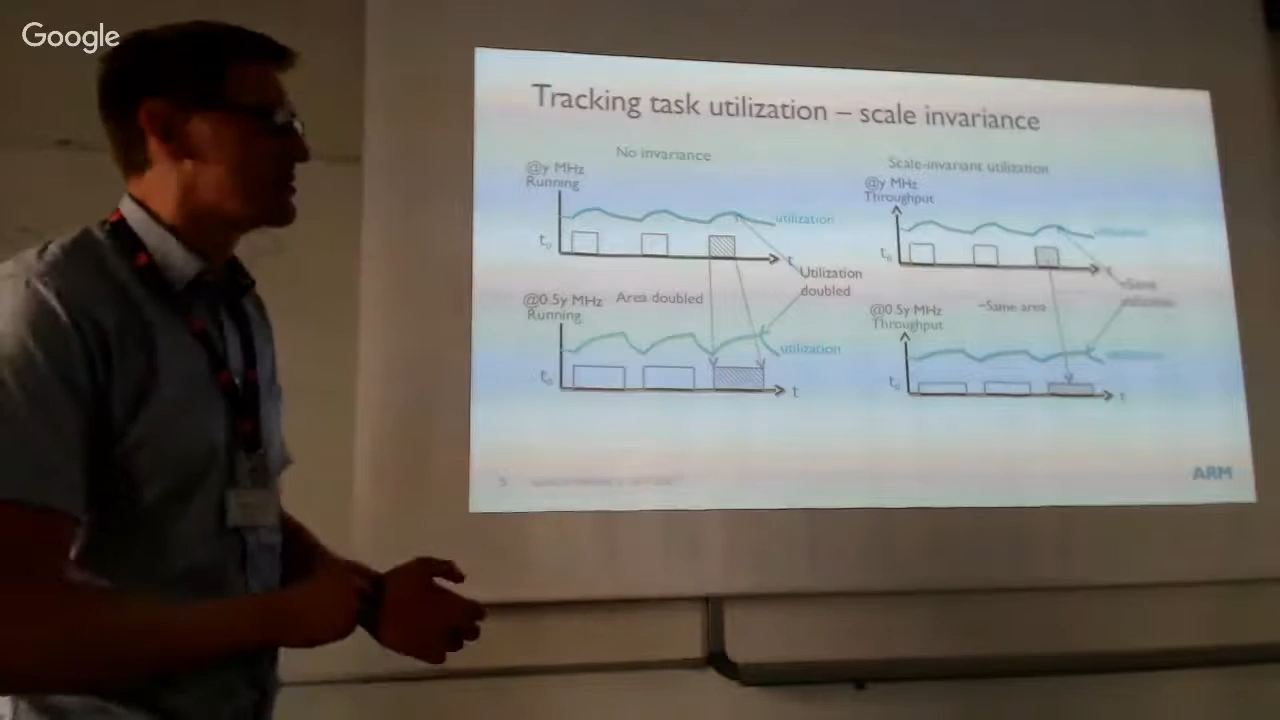 Google
Tracking task utilization – scale invariance
No invariance
@y MHz
Running
utilization
t₀
t
Utilization
doubled
@0.5y MHz
Running
Area doubled
utilization
t₀
t
Scale-invariant utilization
@y MHz
Throughput
t₀
t
~Same
@0.5y MHz
Throughput
~Same area
t₀
t
ARM